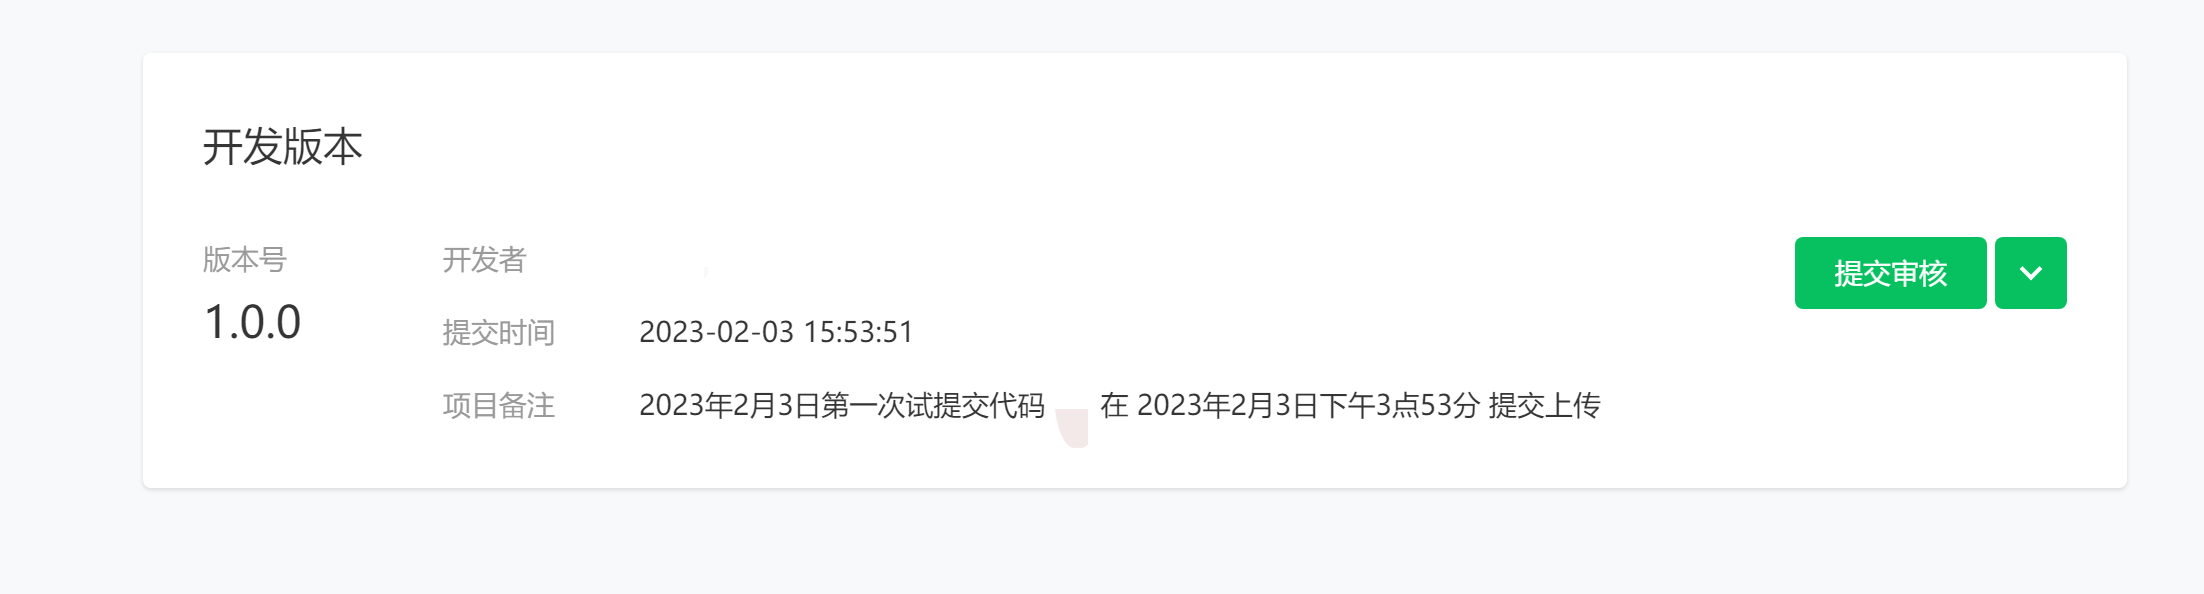 开发版本
版本号
1.0.0
开发者
提交时间 2023-02-03 15:53:51
项目备注 2023年2月3日第一次试提交代码 在 2023年2月3日下午3点53分 提交上传
提交审核